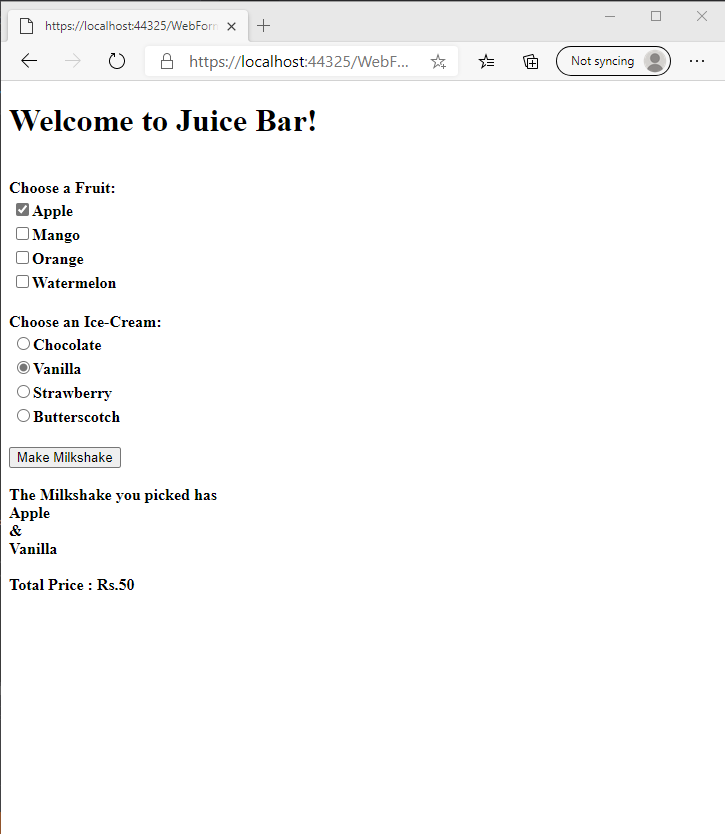 https://localhost:44325/WebForm
https://localhost:44325/WebF...
Not syncing
Welcome to Juice Bar!
Choose a Fruit:
Apple
Mango
Orange
Watermelon
Choose an Ice-Cream:
Chocolate
Vanilla
Strawberry
Butterscotch
Make Milkshake
The Milkshake you picked has
Apple
&
Vanilla
Total Price : Rs.50